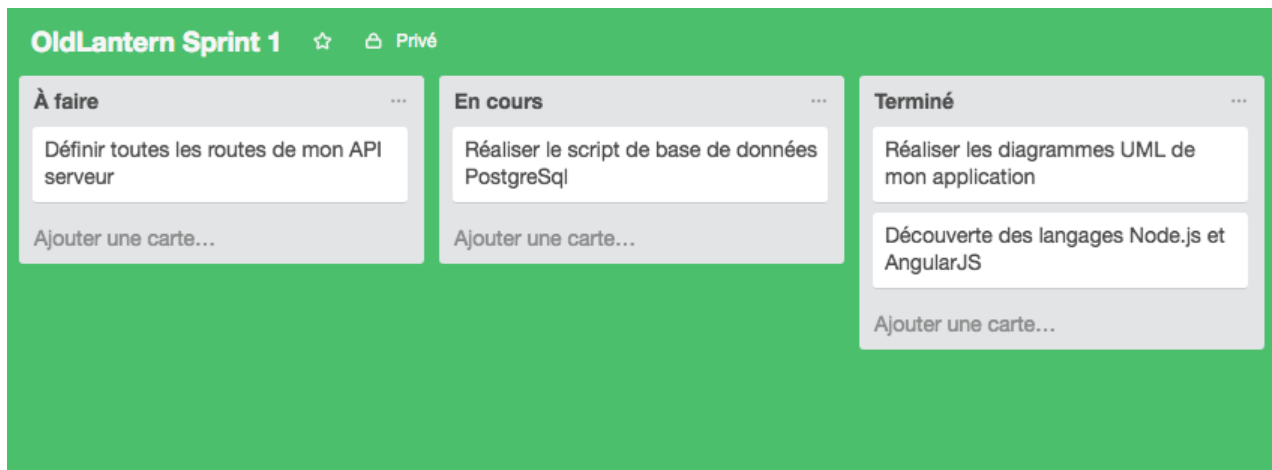 OldLantern Sprint 1
Privé
À faire
Définir toutes les routes de mon API
serveur
Ajouter une carte…
En cours
Réaliser le script de base de données
PostgreSql
Ajouter une carte…
Terminé
Réaliser les diagrammes UML de
mon application
Découverte des langages Node.js et
AngularJS
Ajouter une carte…